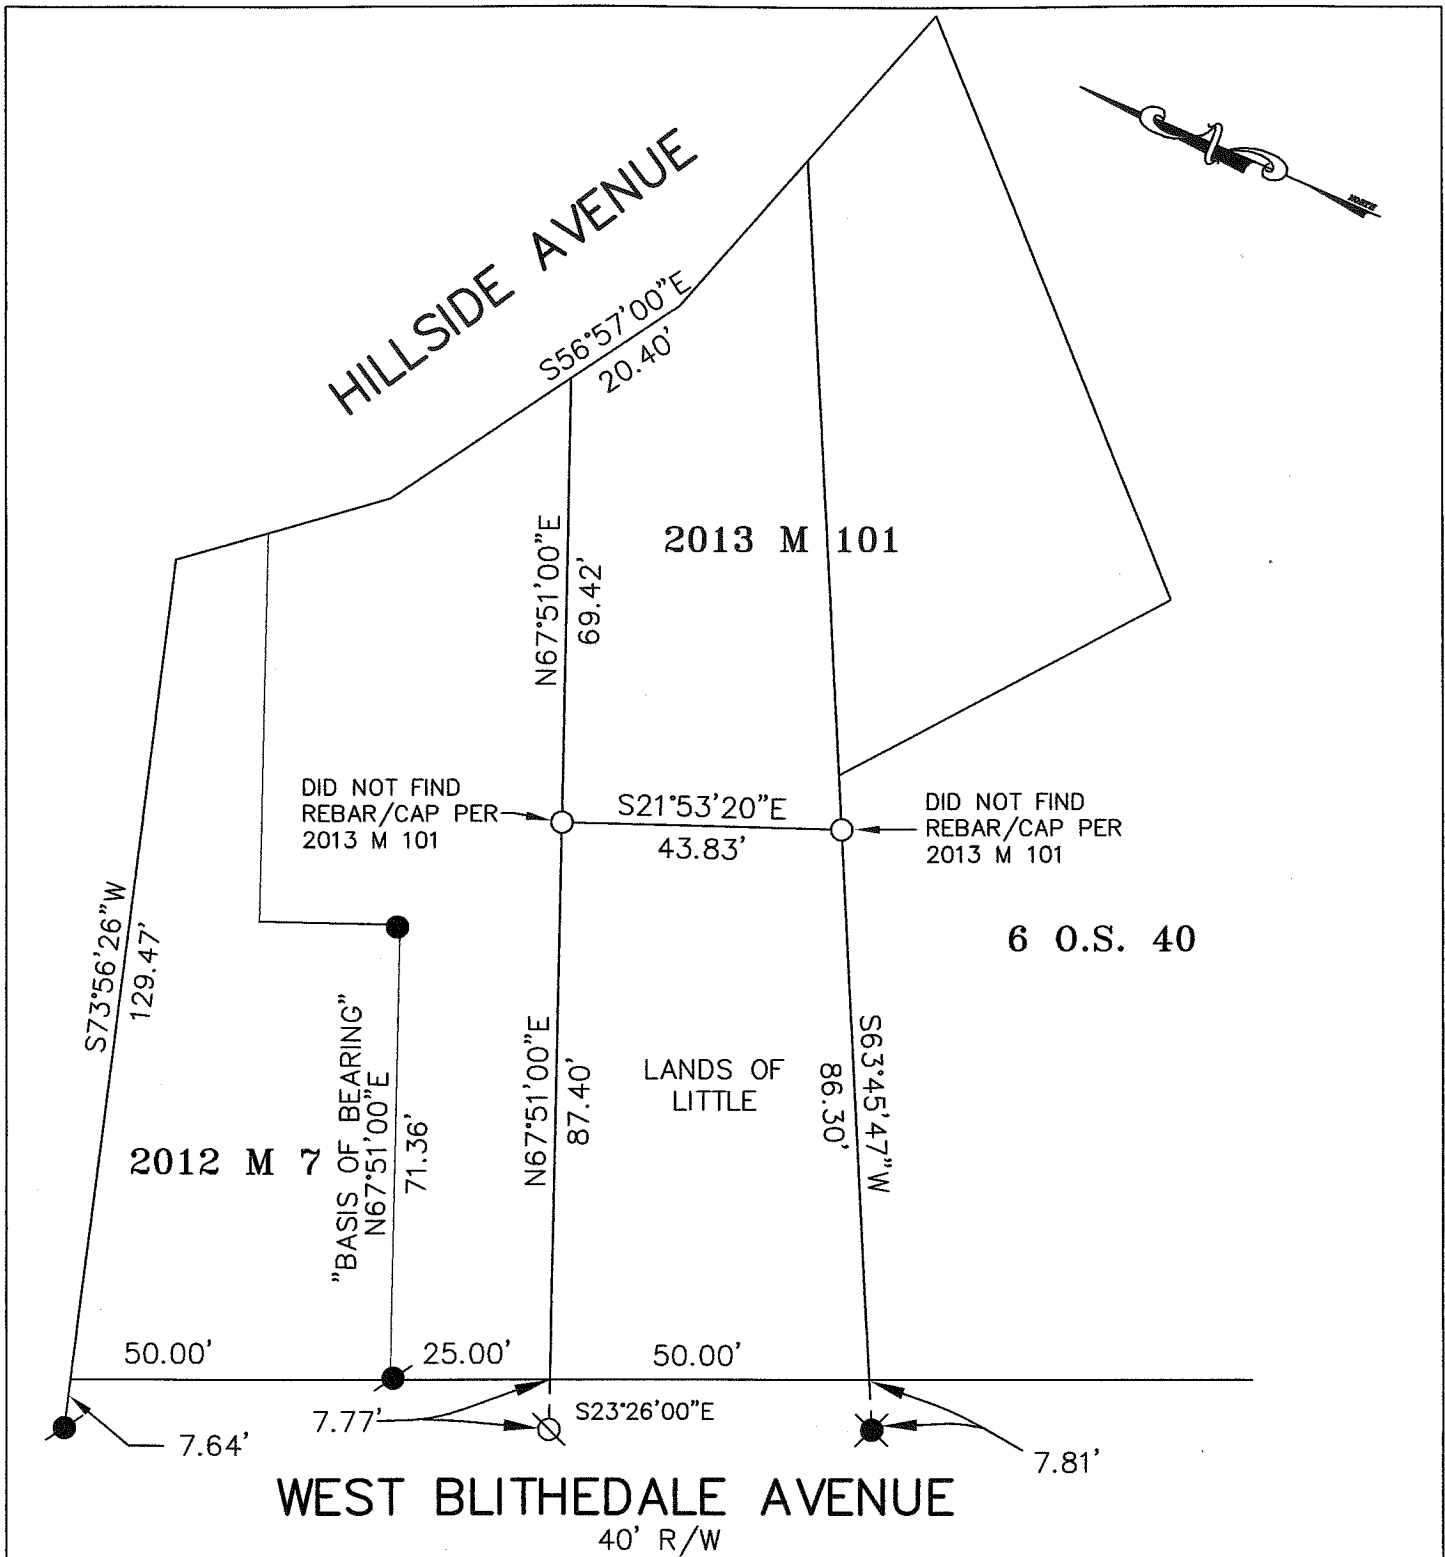 NORTH
HILLSIDE AVENUE
S56°57'00"E
20.40'
2013 M 101
N67°51'00"E
69.42'
DID NOT FIND
REBAR/CAP PER
2013 M 101
S21°53'20"E
43.83'
DID NOT FIND
REBAR/CAP PER
2013 M 101
6 O.S. 40
S73°56'26"W
129.47'
"BASIS OF BEARING"
N67°51'00"E
71.36'
N67°51'00"E
87.40'
LANDS OF
LITTLE
S63°45'47"W
86.30'
2012 M 7
50.00'
25.00'
50.00'
7.77'
S23°26'00"E
7.64'
7.81'
WEST BLITHEDALE AVENUE
40' R/W